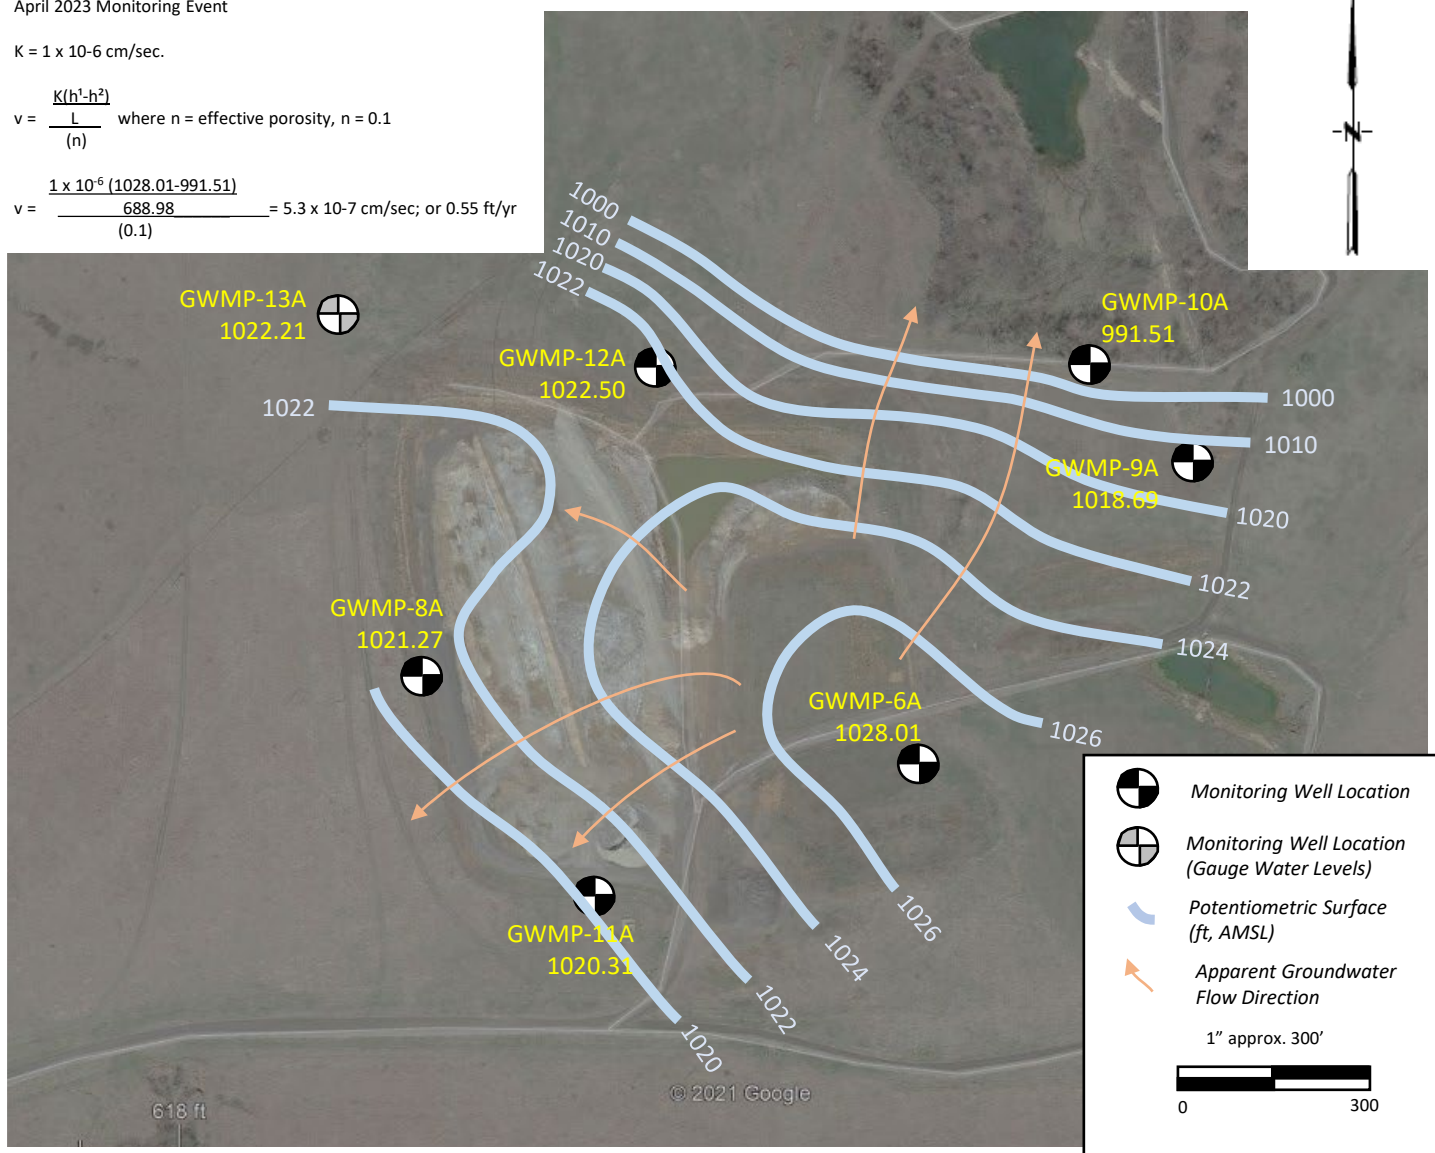 April 2023 Monitoring Event
K = 1 x 10-6 cm/sec.
K(h¹-h²)
v = L where n = effective porosity, n = 0.1
(n)
1 x 10⁻⁶ (1028.01-991.51)
v = 688.98 = 5.3 x 10-7 cm/sec; or 0.55 ft/yr
(0.1)
N
1000
1010
1020
1022
GWMP-13A
1022.21
GWMP-12A
1022.50
GWMP-10A
991.51
1022
1000
1010
GWMP-9A
1018.69
1020
1022
GWMP-8A
1021.27
1024
GWMP-6A
1028.01
1026
GWMP-11A
1020.31
1026
1024
1022
1020
Monitoring Well Location
Monitoring Well Location
(Gauge Water Levels)
Potentiometric Surface
(ft, AMSL)
Apparent Groundwater
Flow Direction
1” approx. 300’
0 300
© 2021 Google
618 ft